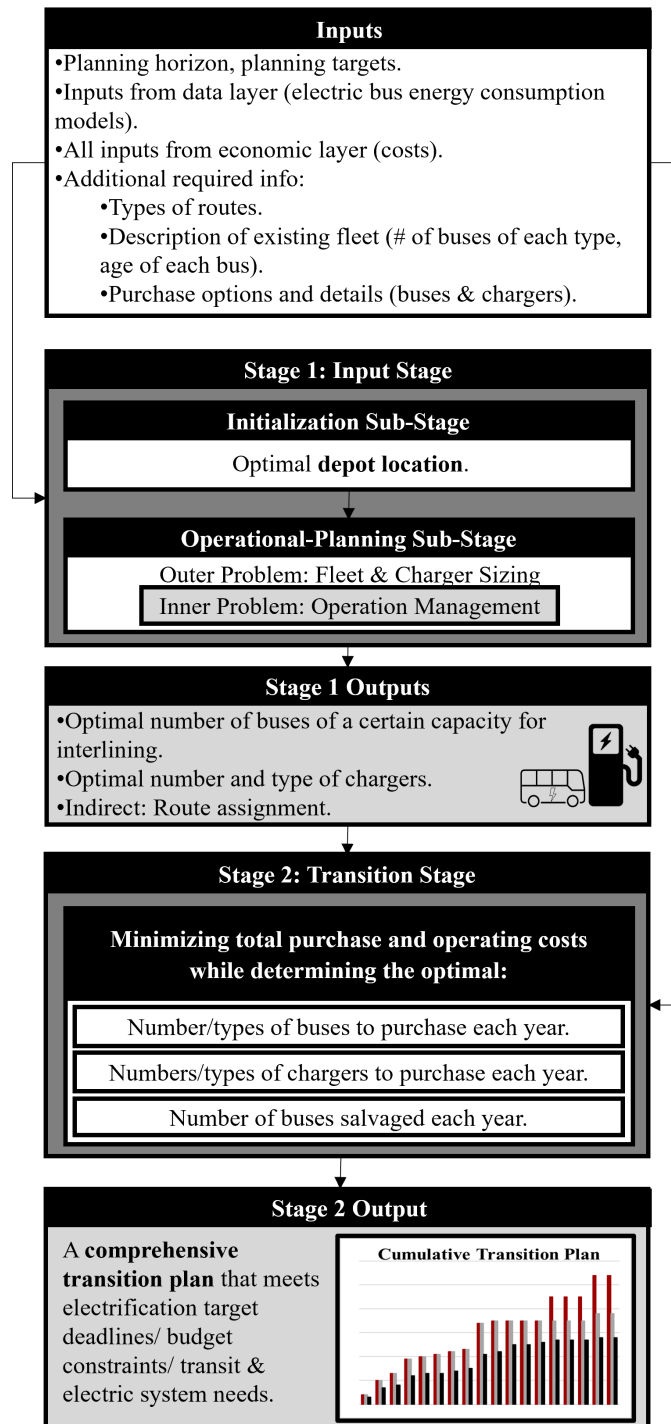 Inputs
•Planning horizon, planning targets.
•Inputs from data layer (electric bus energy consumption
models).
•All inputs from economic layer (costs).
•Additional required info:
•Types of routes.
•Description of existing fleet (# of buses of each type,
age of each bus).
•Purchase options and details (buses & chargers).
Stage 1: Input Stage
Initialization Sub-Stage
Optimal depot location.
Operational-Planning Sub-Stage
Outer Problem: Fleet & Charger Sizing
Inner Problem: Operation Management
Stage 1 Outputs
•Optimal number of buses of a certain capacity for
interlining.
•Optimal number and type of chargers.
•Indirect: Route assignment.
Stage 2: Transition Stage
Minimizing total purchase and operating costs
while determining the optimal:
Number/types of buses to purchase each year.
Numbers/types of chargers to purchase each year.
Number of buses salvaged each year.
Stage 2 Output
A comprehensive
transition plan that meets
electrification target
deadlines/ budget
constraints/ transit &
electric system needs.
Cumulative Transition Plan